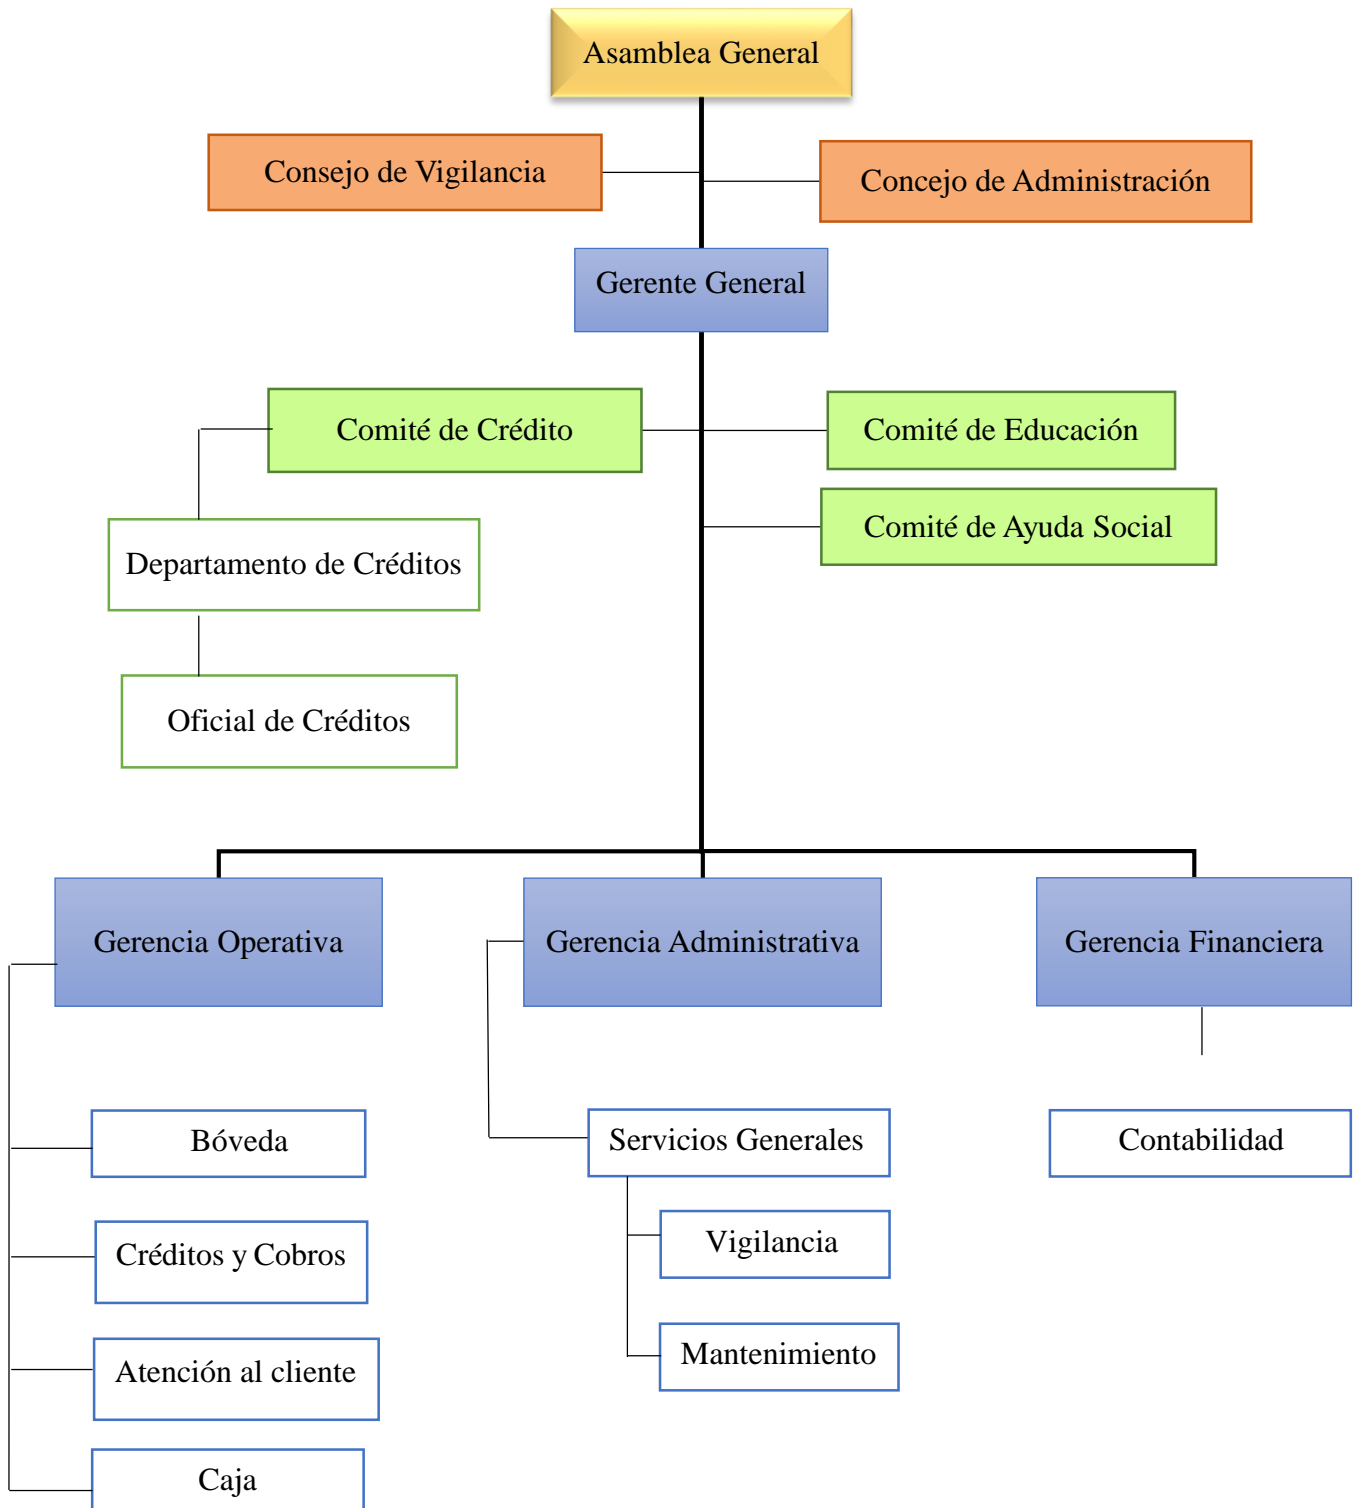 Asamblea General
Consejo de Vigilancia
Concejo de Administración
Gerente General
Comité de Crédito
Comité de Educación
Comité de Ayuda Social
Departamento de Créditos
Oficial de Créditos
Gerencia Operativa
Gerencia Administrativa
Gerencia Financiera
Bóveda
Servicios Generales
Contabilidad
Vigilancia
Créditos y Cobros
Mantenimiento
Atención al cliente
Caja